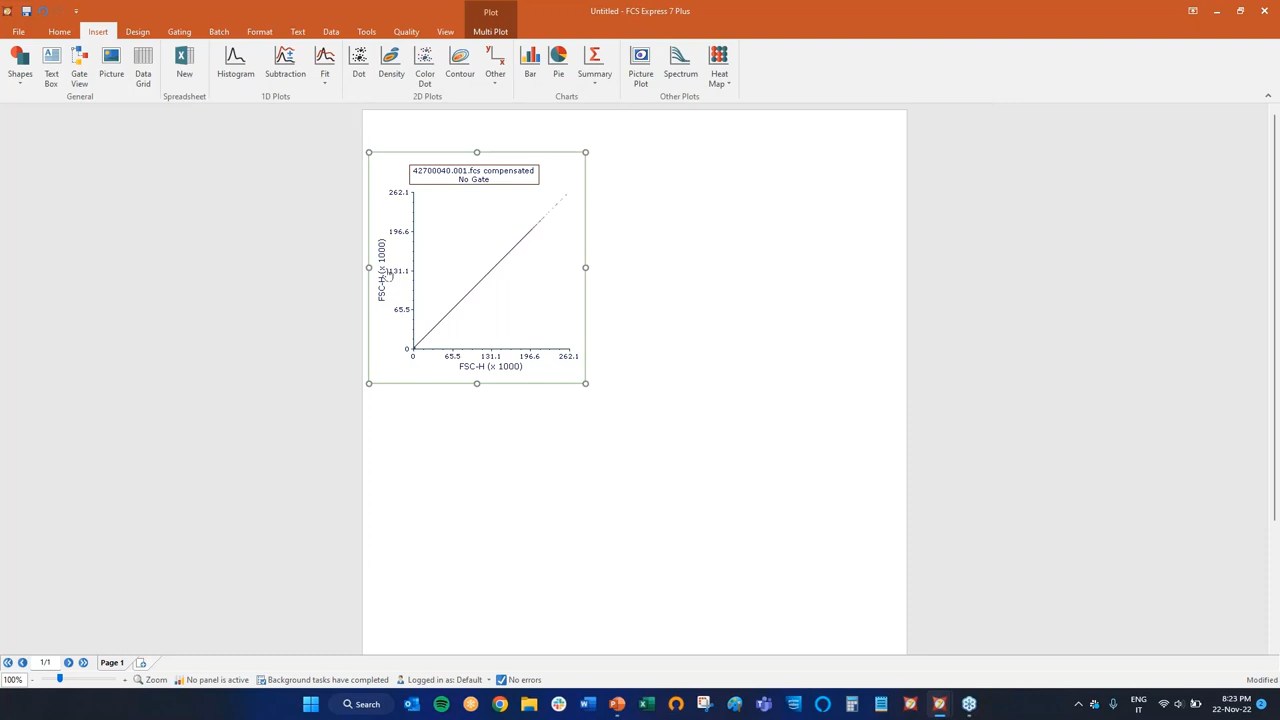 Plot
Untitled - FCS Express 7 Plus
File
Home
Insert
Design
Gating
Batch
Format
Text
Data
Tools
Quality
View
Multi Plot
Shapes
Text Box
Gate View
Picture
Data Grid
New
Histogram
Subtraction
Fit
Dot
Density
Color Dot
Contour
Other
Bar
Pie
Summary
Picture Plot
Spectrum
Heat Map
General
Spreadsheet
1D Plots
2D Plots
Charts
Other Plots
42700040.001.fcs compensated
No Gate
262.1
196.6
131.1
65.5
0
FSC-H (x 1000)
0 65.5 131.1 196.6 262.1
FSC-H (x 1000)
1/1
Page 1
100%
- +
Zoom
No panel is active
Background tasks have completed
Logged in as: Default
No errors
Modified
Search
ENG
IT
8:23 PM
22-Nov-22